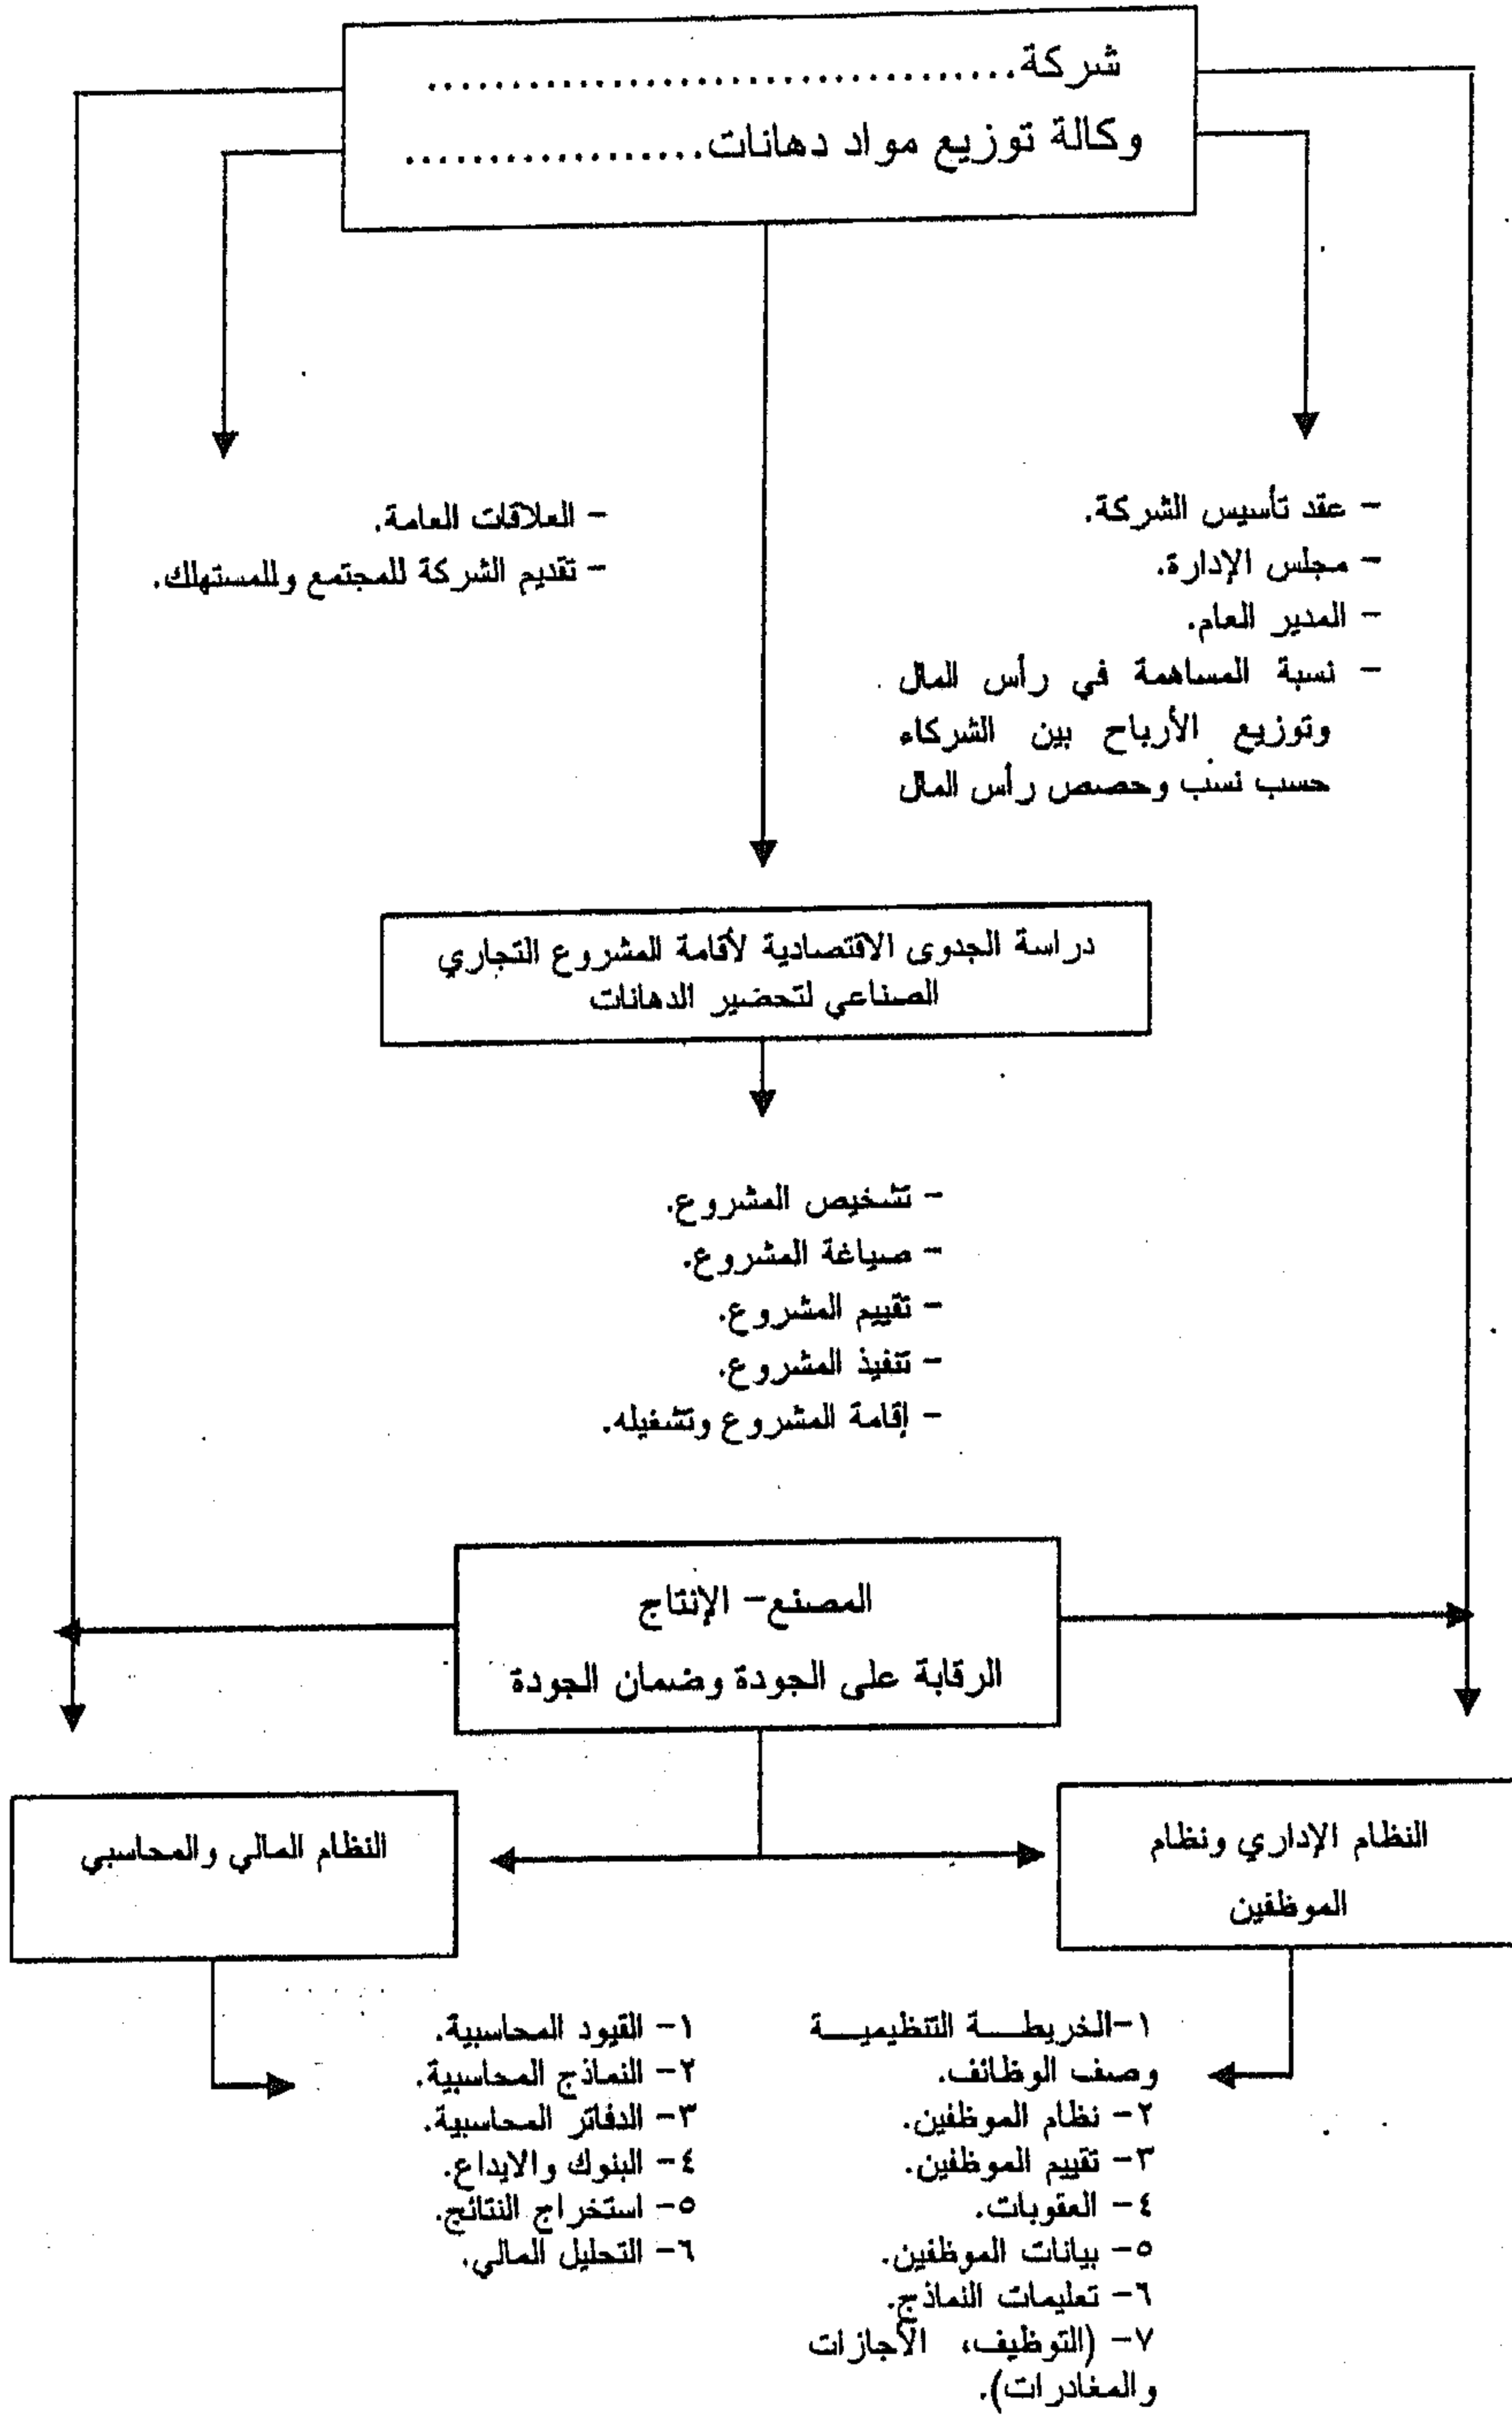 شركة.....................................
وكالة توزيع مواد دهانات...................
- عقد تأسيس الشركة.
- مجلس الإدارة.
- المدير العام.
- نسبة المساهمة في رأس المال
وتوزيع الأرباح بين الشركاء
حسب نسب وحصص رأس المال
- العلاقات العامة.
- تقديم الشركة للمجتمع وللمستهلك.
دراسة الجدوى الاقتصادية لأقامة المشروع التجاري
الصناعي لتحضير الدهانات
- تشخيص المشروع.
- صياغة المشروع.
- تقييم المشروع.
- تنفيذ المشروع.
- إقامة المشروع وتشغيله.
المصنع- الإنتاج
الرقابة على الجودة وضمان الجودة
النظام الإداري ونظام
الموظفين
النظام المالي والمحاسبي
١-الخريطة التنظيمية
وصف الوظائف.
٢- نظام الموظفين.
٣- تقييم الموظفين.
٤- العقوبات.
٥- بيانات الموظفين.
٦- تعليمات النماذج.
٧- (التوظيف، الأجازات
والمغادرات).
١- القيود المحاسبية.
٢- النماذج المحاسبية.
٣- الدفاتر المحاسبية.
٤- البنوك والايداع.
٥- استخراج النتائج.
٦- التحليل المالي.